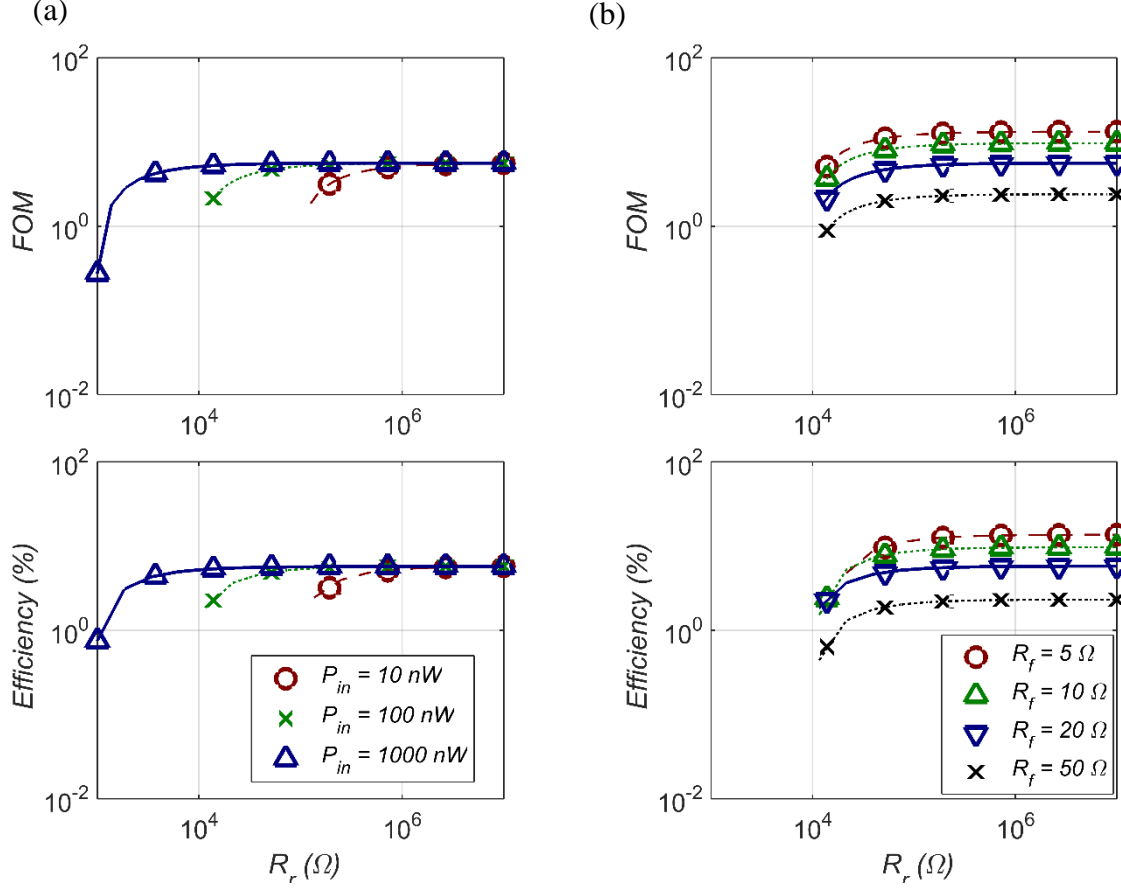 (a)
(b)
10^2
10^0
10^-2
FOM
10^4
10^6
10^2
10^0
10^-2
FOM
10^4
10^6
10^2
10^0
10^-2
Efficiency (%)
P_in = 10 nW
P_in = 100 nW
P_in = 1000 nW
10^4
10^6
R_r (Ω)
10^2
10^0
10^-2
Efficiency (%)
R_f = 5 Ω
R_f = 10 Ω
R_f = 20 Ω
R_f = 50 Ω
10^4
10^6
R_r (Ω)